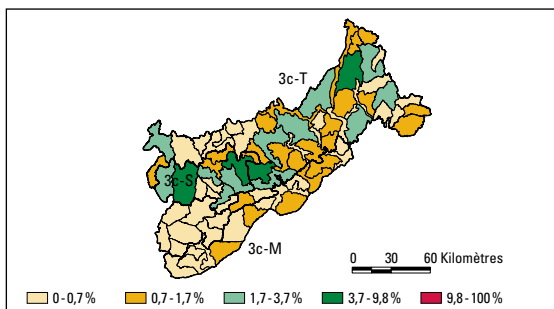 3c-T
3c-S
3c-M
0 30 60 Kilomètres
0 - 0,7 % 0,7 - 1,7 % 1,7 - 3,7 % 3,7 - 9,8 % 9,8 - 100 %